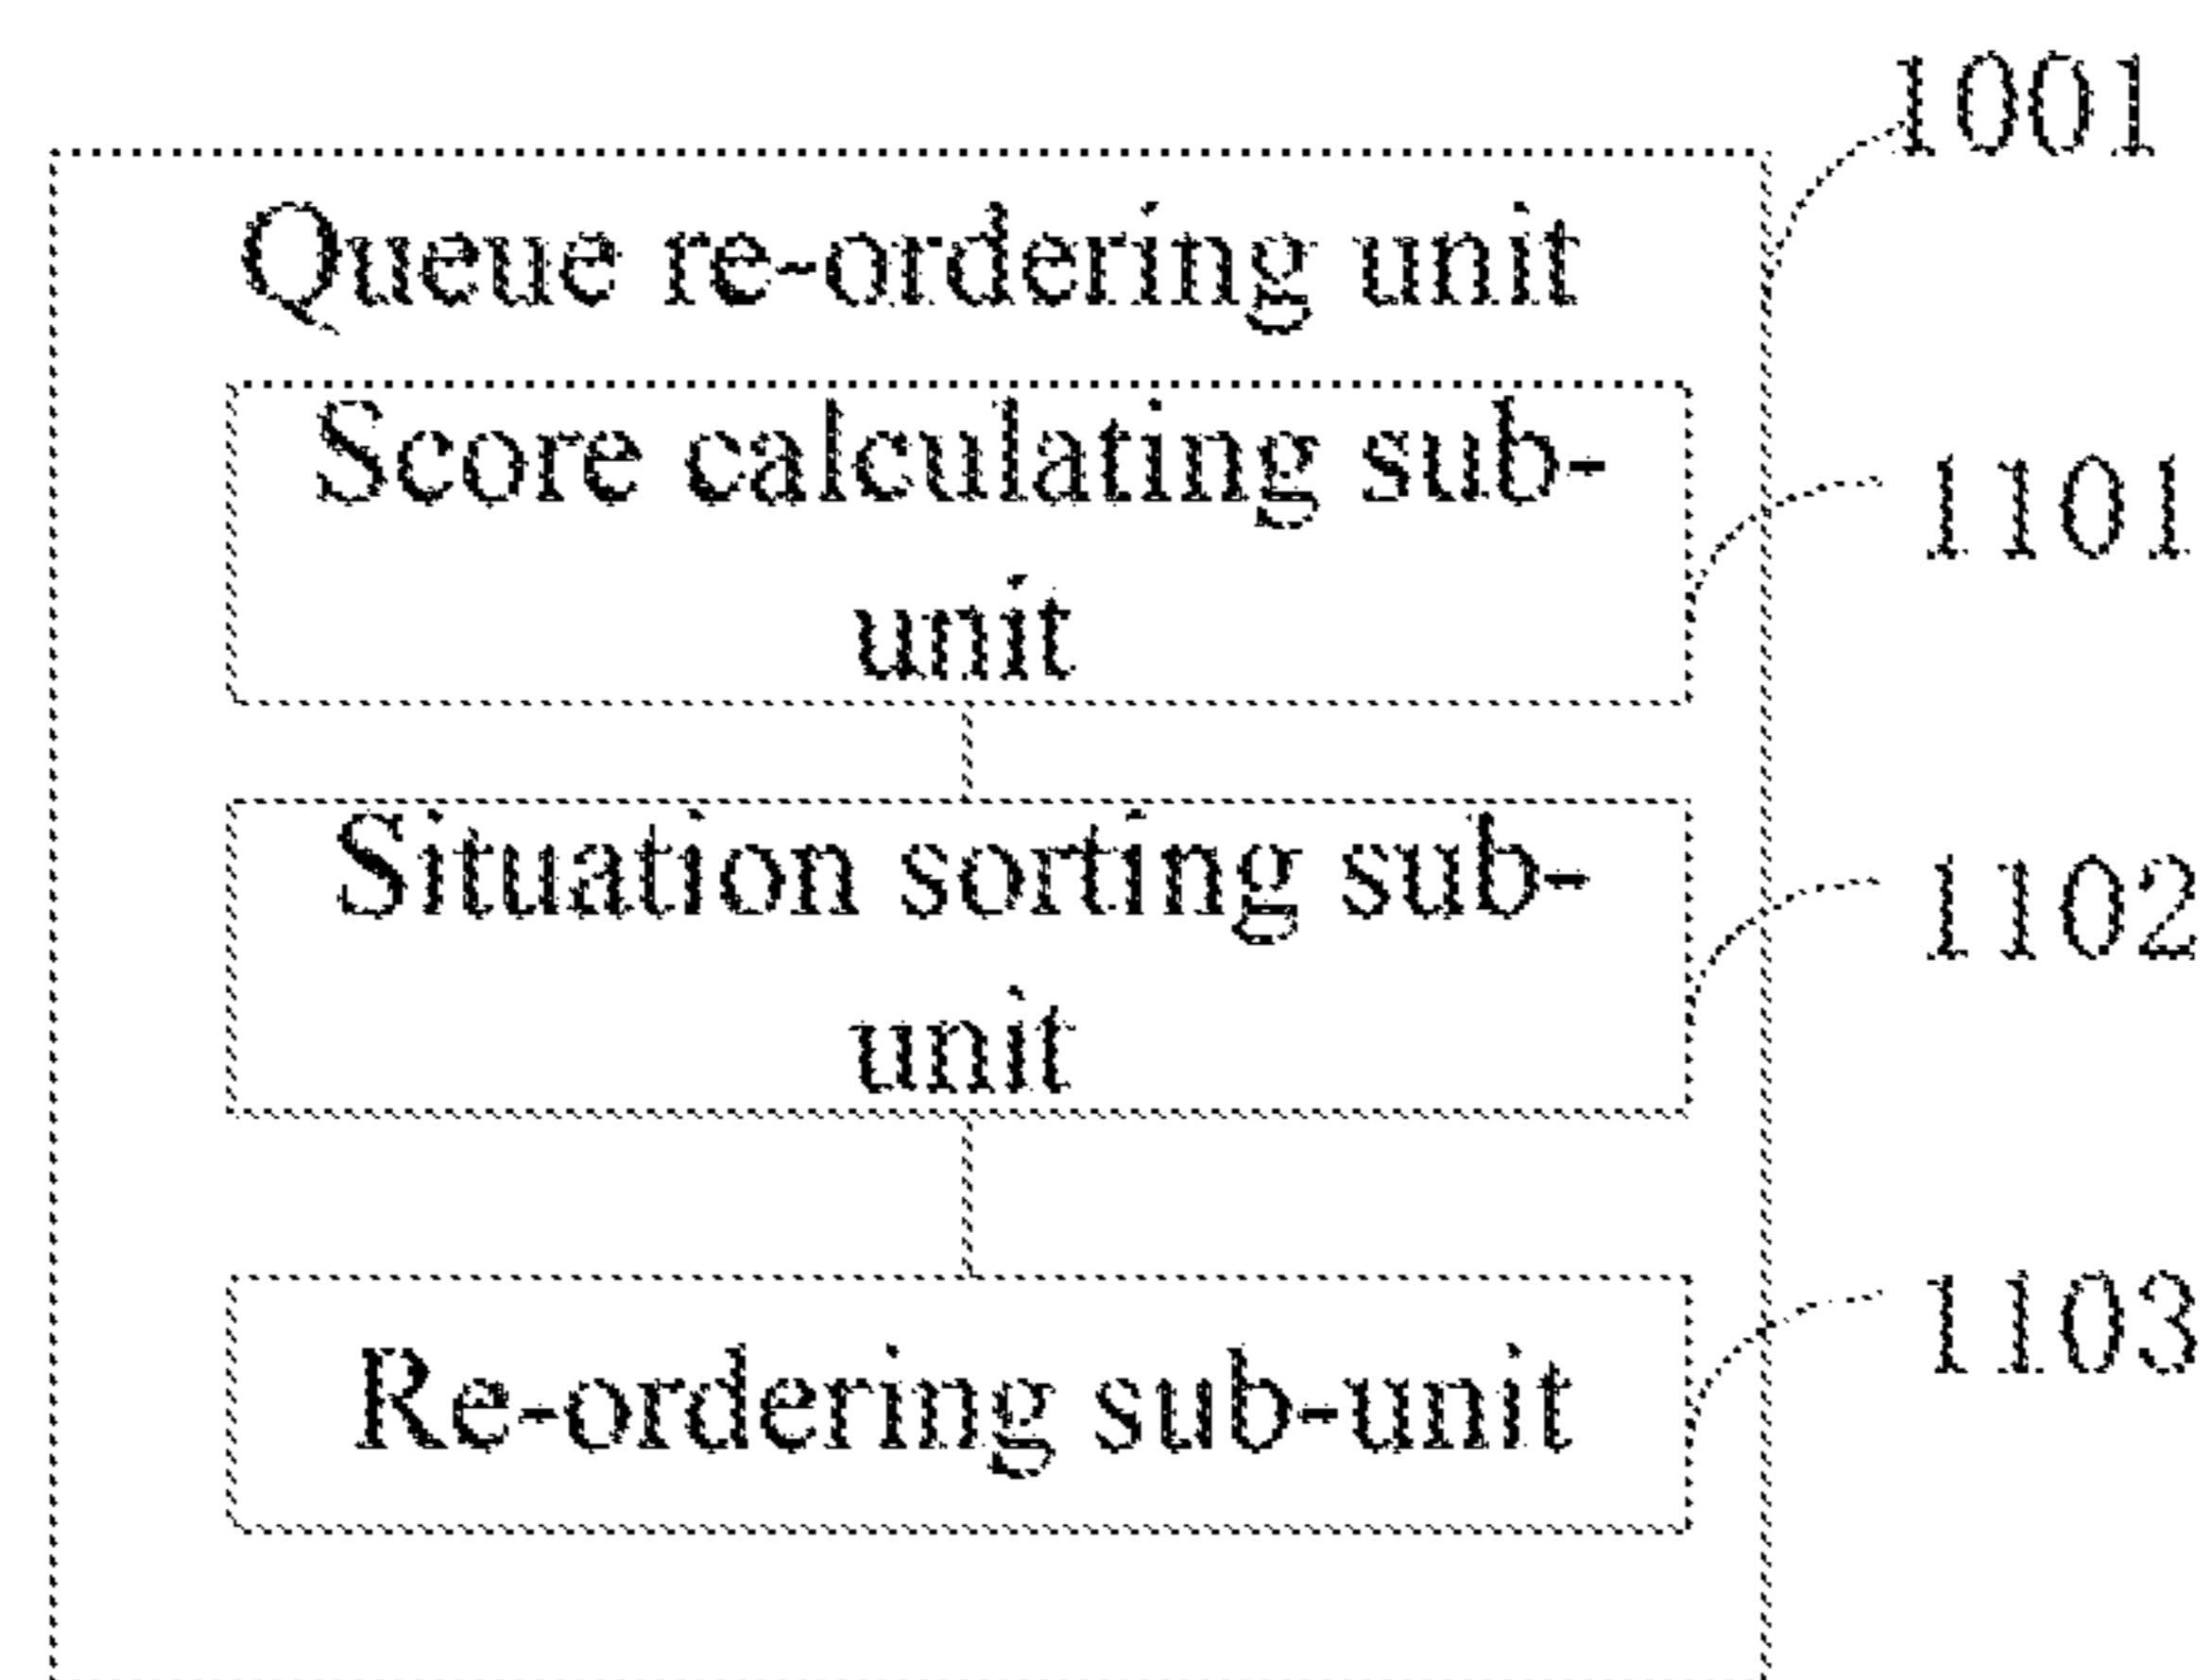 1001
Queue re-ordering unit
Score calculating sub-
unit
1101
Situation sorting sub-
unit
1102
Re-ordering sub-unit
1103